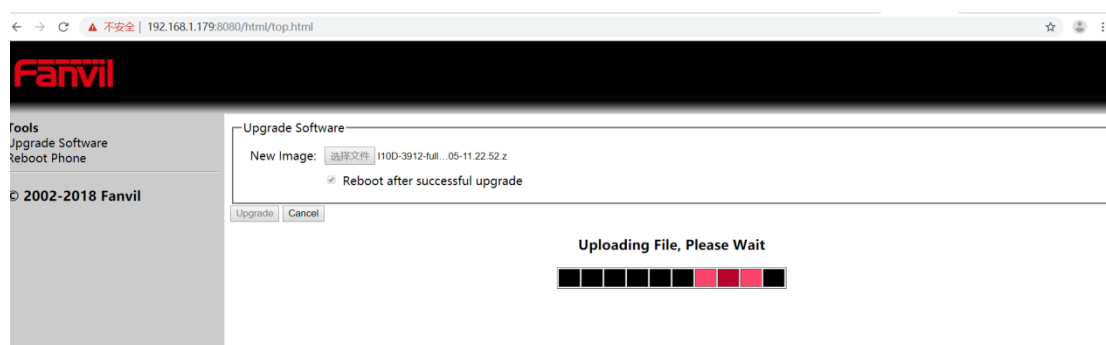 不安全 | 192.168.1.179:8080/html/top.html
Fanvil
Tools
Upgrade Software
Reboot Phone
© 2002-2018 Fanvil
Upgrade Software
New Image: 选择文件 I10D-3912-full...05-11.22.52.z
Reboot after successful upgrade
Upgrade Cancel
Uploading File, Please Wait